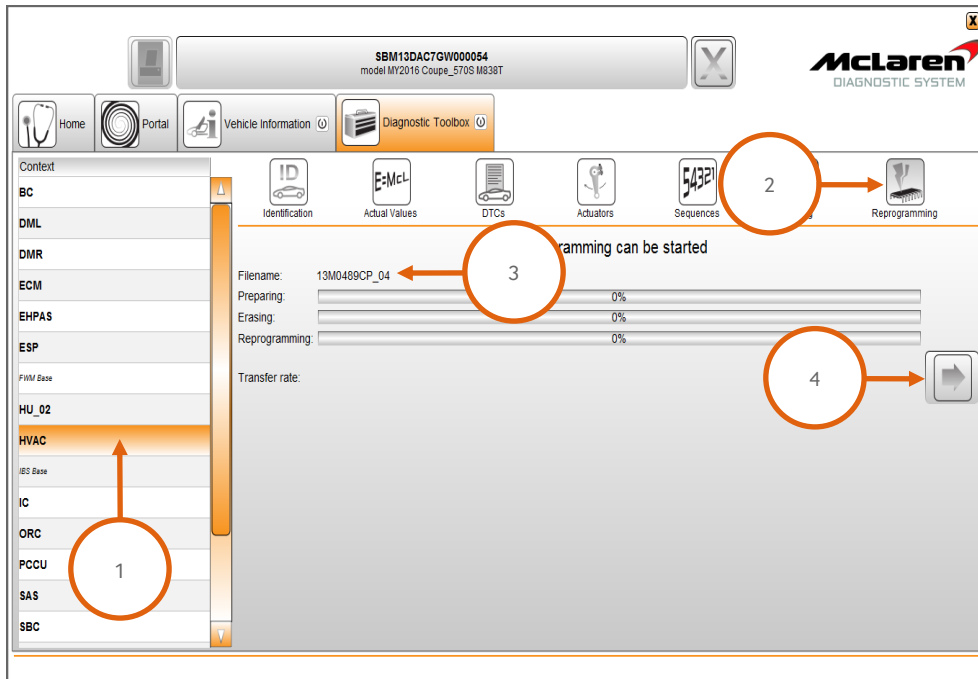 X
SBM13DAC7GW000054
model MY2016 Coupe_570S M838T
X
McLaren
DIAGNOSTIC SYSTEM
Home
Portal
Vehicle Information
Diagnostic Toolbox
Context
BC
DML
DMR
ECM
EHPAS
ESP
FWM Base
HU_02
HVAC
IBS Base
IC
ORC
PCCU
SAS
SBC
ID
E=McL
54321
Identification
Actual Values
DTCs
Actuators
Sequences
g
Reprogramming
ramming can be started
Filename: 13M0489CP_04
Preparing: 0%
Erasing: 0%
Reprogramming: 0%
Transfer rate:
1
2
3
4